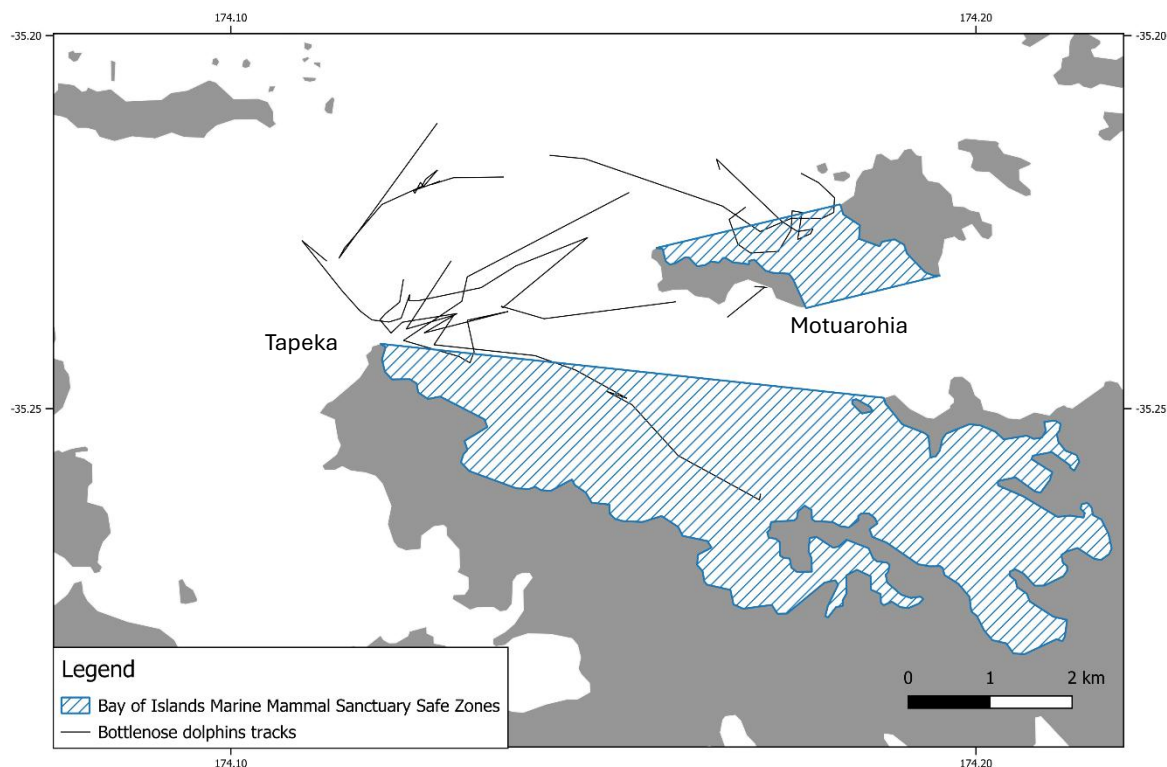 174.10 174.20
-35.20 -35.20
Tapeka
Motuarohia
-35.25 -35.25
Legend
Bay of Islands Marine Mammal Sanctuary Safe Zones
Bottlenose dolphins tracks
0 1 2 km
174.10 174.20